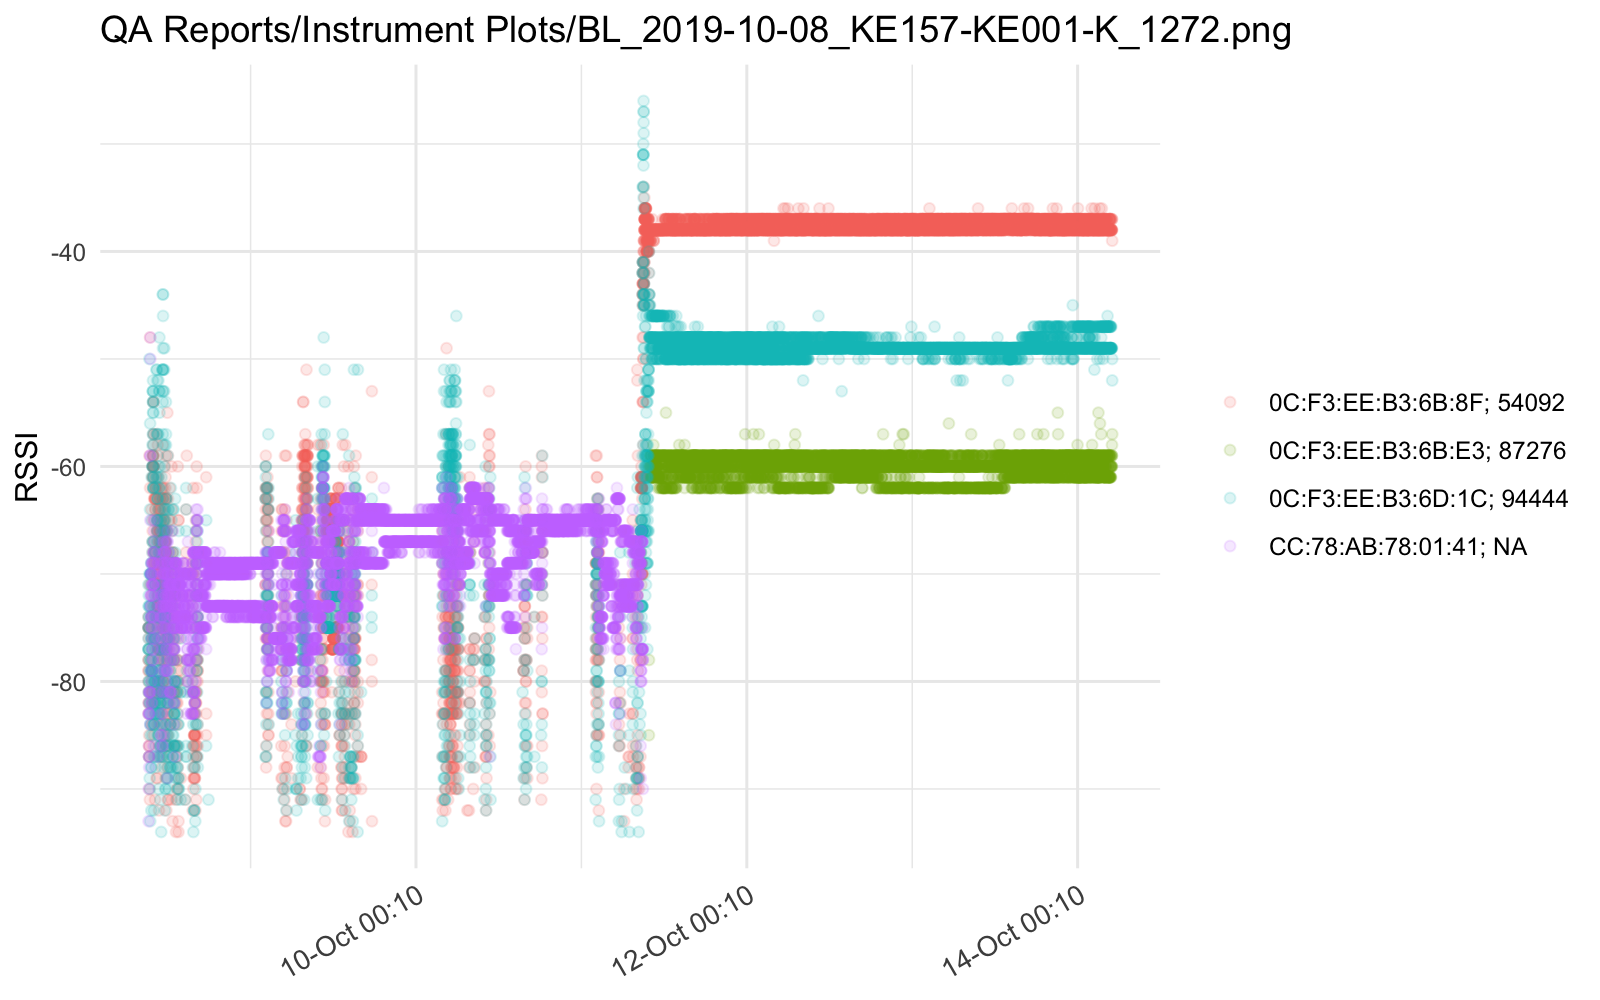 QA Reports/Instrument Plots/BL_2019-10-08_KE157-KE001-K_1272.png
RSSI
-40
-60
-80
10-Oct 00:10
12-Oct 00:10
14-Oct 00:10
0C:F3:EE:B3:6B:8F; 54092
0C:F3:EE:B3:6B:E3; 87276
0C:F3:EE:B3:6D:1C; 94444
CC:78:AB:78:01:41; NA